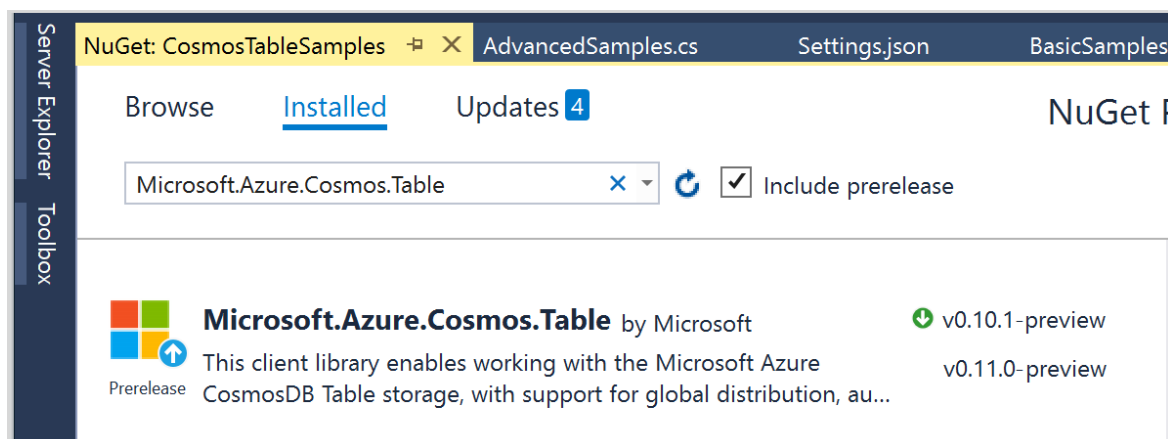 Server Explorer
Toolbox
NuGet: CosmosTableSamples
AdvancedSamples.cs
Settings.json
BasicSamples
Browse
Installed
Updates 4
NuGet
Microsoft.Azure.Cosmos.Table
Include prerelease
Microsoft.Azure.Cosmos.Table by Microsoft
v0.10.1-preview
This client library enables working with the Microsoft Azure
v0.11.0-preview
Prerelease
CosmosDB Table storage, with support for global distribution, au...